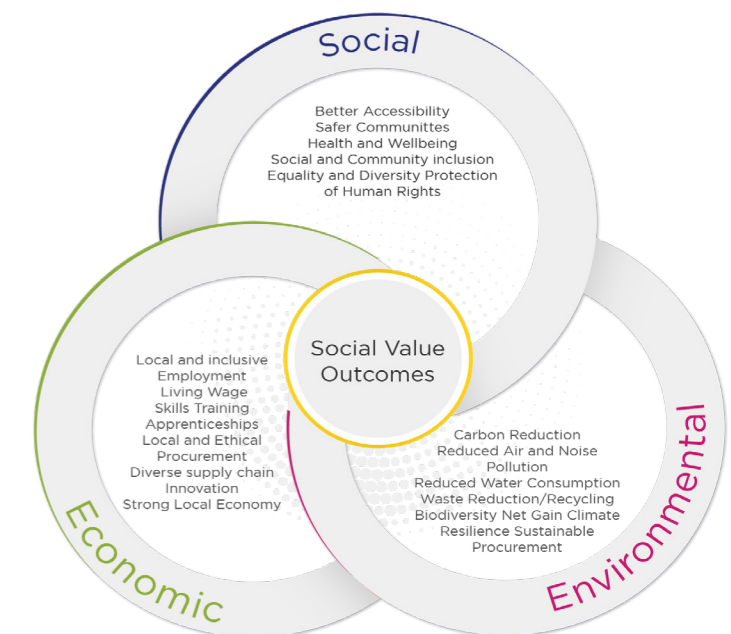 Social
Better Accessibility
Safer Communittes
Health and Wellbeing
Social and Community inclusion
Equality and Diversity Protection
of Human Rights
Social Value
Outcomes
Local and inclusive
Employment
Living Wage
Skills Training
Apprenticeships
Local and Ethical
Procurement
Diverse supply chain
Innovation
Strong Local Economy
Economic
Carbon Reduction
Reduced Air and Noise
Pollution
Reduced Water Consumption
Waste Reduction/Recycling
Biodiversity Net Gain Climate
Resilience Sustainable
Procurement
Environmental